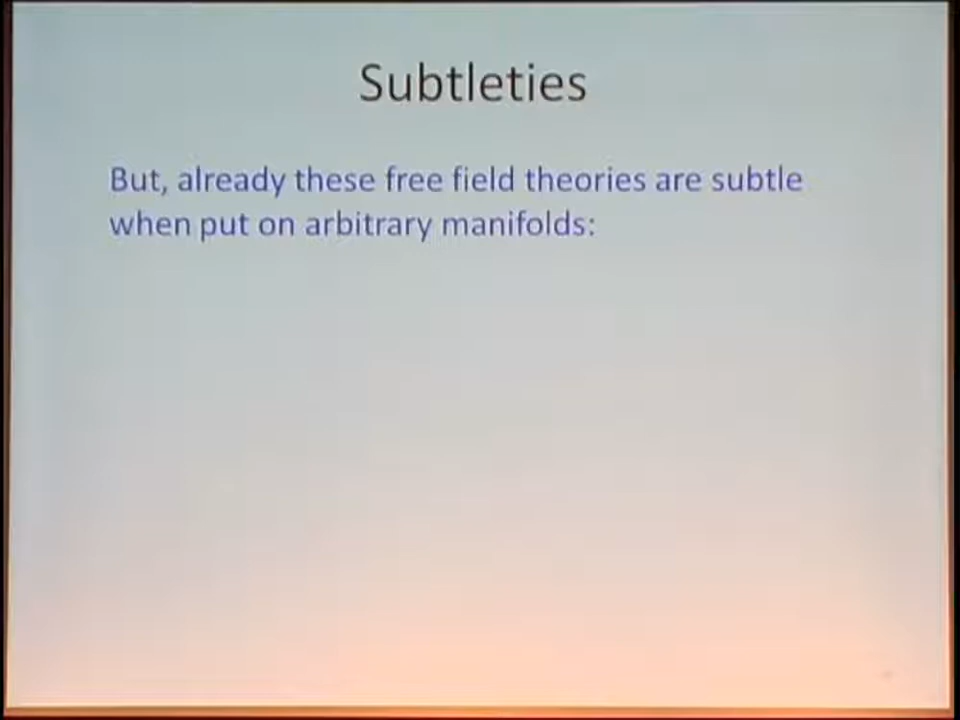 Subtleties
But, already these free field theories are subtle
when put on arbitrary manifolds: